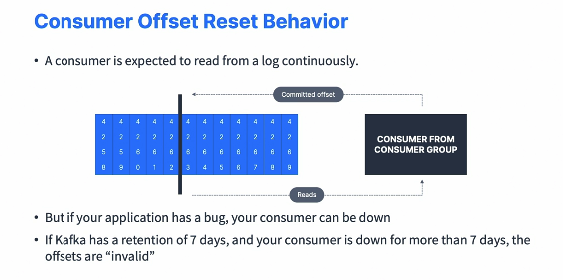 Consumer Offset Reset Behavior
• A consumer is expected to read from a log continuously.
Committed offset
4 4 4 4 4 4 4 4 4 4 4 4
2 2 2 2 2 2 2 2 2 2 2 2
5 5 6 6 6 6 6 6 6 6 6 6
8 9 0 1 2 3 4 5 6 7 8 9
CONSUMER FROM
CONSUMER GROUP
Reads
• But if your application has a bug, your consumer can be down
• If Kafka has a retention of 7 days, and your consumer is down for more than 7 days, the
offsets are “invalid”